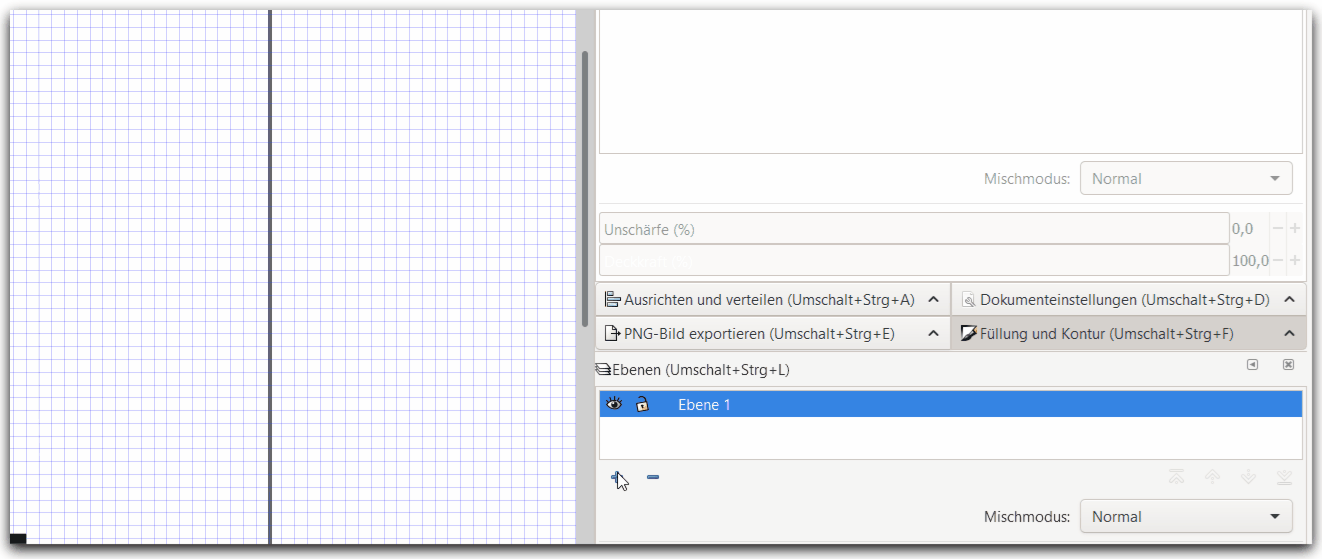 Mischmodus: Normal
Unschärfe (%) 0,0
100,0
Ausrichten und verteilen (Umschalt+Strg+A) Dokumenteinstellungen (Umschalt+Strg+D)
PNG-Bild exportieren (Umschalt+Strg+E) Füllung und Kontur (Umschalt+Strg+F)
Ebenen (Umschalt+Strg+L)
Ebene 1
Mischmodus: Normal